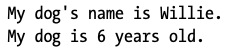 My dog's name is Willie.
My dog is 6 years old.